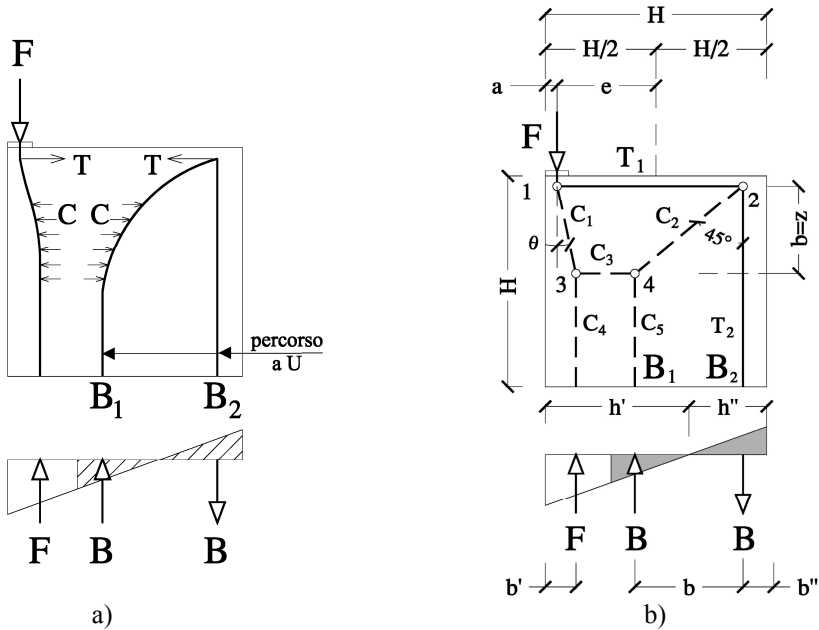 F
T T
C C
percorso
a U
B₁ B₂
F B B
a)
H
H/2 H/2
a e
F
T₁
1 2
C₁ C₂
45°
b=z
θ
C₃
3 4
H
C₄ C₅ T₂
B₁ B₂
h' h"
F B B
b' b b"
b)